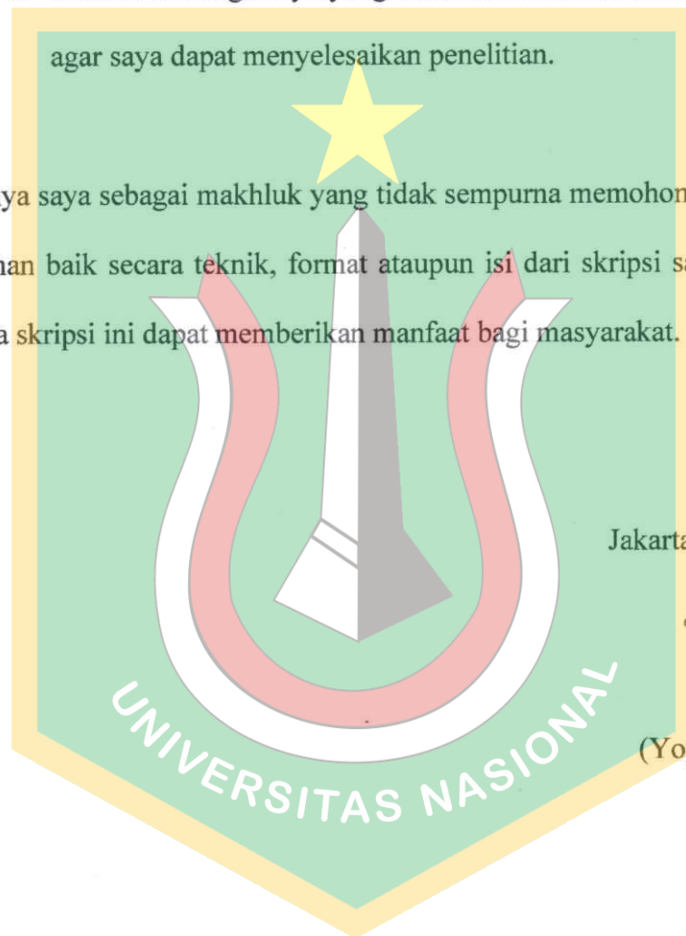 agar saya dapat menyelesaikan penelitian.
ya saya sebagai makhluk yang tidak sempurna memohon
an baik secara teknik, format ataupun isi dari skripsi sa
a skripsi ini dapat memberikan manfaat bagi masyarakat.
Jakarta
(Yo
UNIVERSITAS NASIONAL